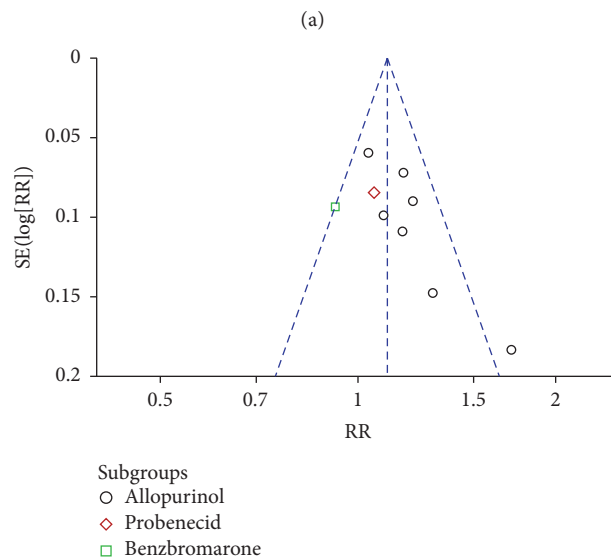 (a)
0
0.05
0.1
0.15
0.2
SE(log[RR])
0.5 0.7 1 1.5 2
RR
Subgroups
Allopurinol
Probenecid
Benzbromarone